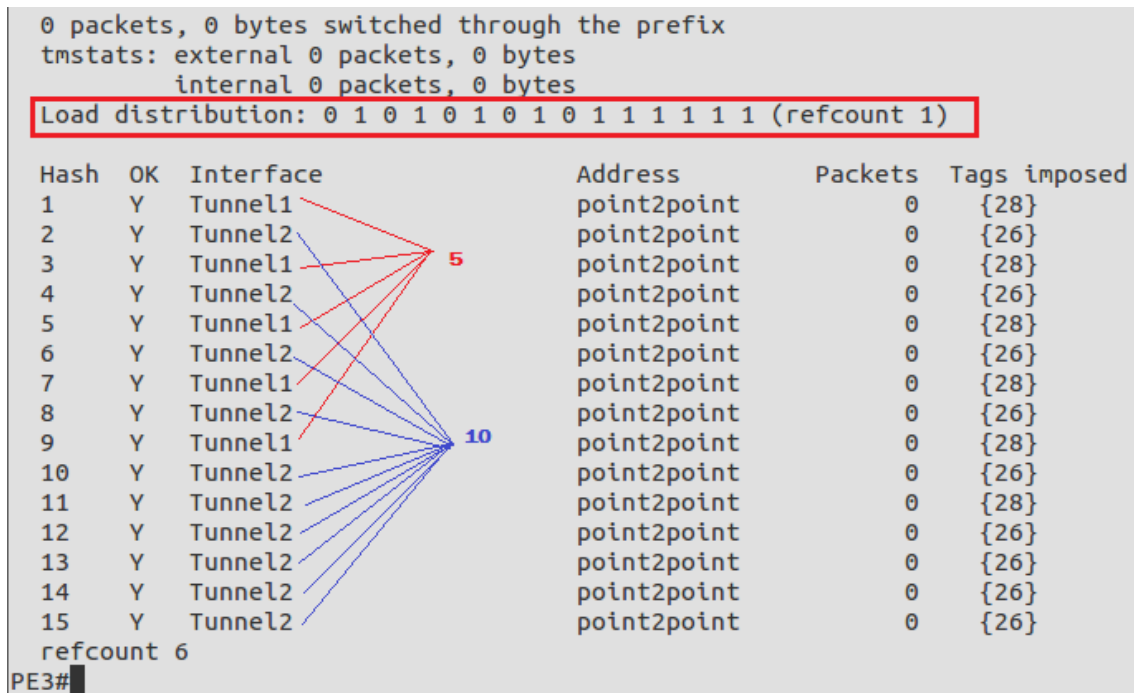 0 packets, 0 bytes switched through the prefix
tmstats: external 0 packets, 0 bytes
internal 0 packets, 0 bytes
Load distribution: 0 1 0 1 0 1 0 1 0 1 1 1 1 1 1 (refcount 1)
Hash OK Interface Address Packets Tags imposed
1 Y Tunnel1 point2point 0 {28}
2 Y Tunnel2 point2point 0 {26}
3 Y Tunnel1 5 point2point 0 {28}
4 Y Tunnel2 point2point 0 {26}
5 Y Tunnel1 point2point 0 {28}
6 Y Tunnel2 point2point 0 {26}
7 Y Tunnel1 point2point 0 {28}
8 Y Tunnel2 point2point 0 {26}
9 Y Tunnel1 10 point2point 0 {28}
10 Y Tunnel2 point2point 0 {26}
11 Y Tunnel2 point2point 0 {28}
12 Y Tunnel2 point2point 0 {26}
13 Y Tunnel2 point2point 0 {26}
14 Y Tunnel2 point2point 0 {26}
15 Y Tunnel2 point2point 0 {26}
refcount 6
PE3#